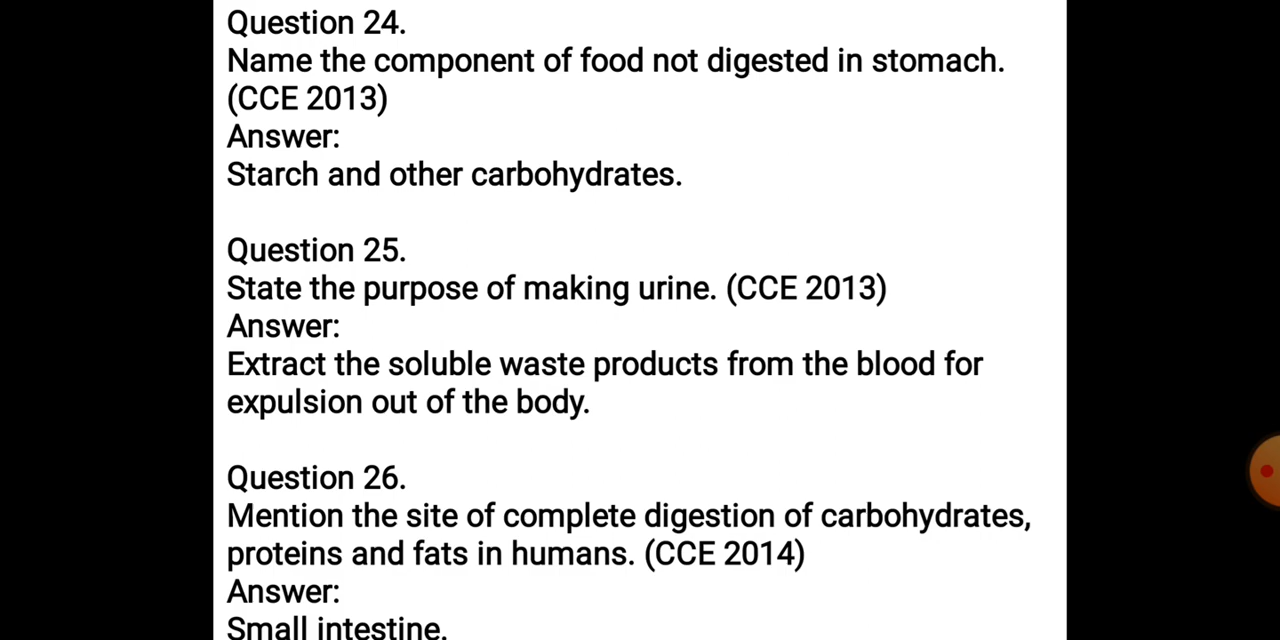 Question 24.
Name the component of food not digested in stomach.
(CCE 2013)
Answer:
Starch and other carbohydrates.
Question 25.
State the purpose of making urine. (CCE 2013)
Answer:
Extract the soluble waste products from the blood for
expulsion out of the body.
Question 26.
Mention the site of complete digestion of carbohydrates,
proteins and fats in humans. (CCE 2014)
Answer:
Small intestine.